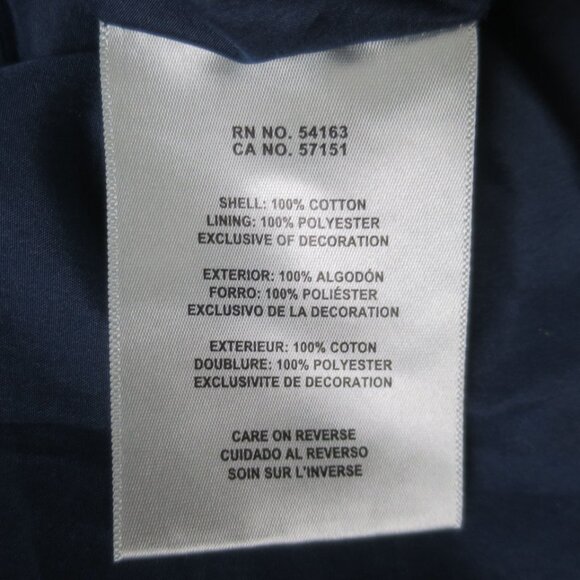 RN NO. 54163
CA NO. 57151
SHELL: 100% COTTON
LINING: 100% POLYESTER
EXCLUSIVE OF DECORATION
EXTERIOR: 100% ALGODÓN
FORRO: 100% POLIÉSTER
EXCLUSIVO DE LA DECORATION
EXTERIEUR: 100% COTON
DOUBLURE: 100% POLYESTER
EXCLUSIVITE DE DECORATION
CARE ON REVERSE
CUIDADO AL REVERSO
SOIN SUR L'INVERSE